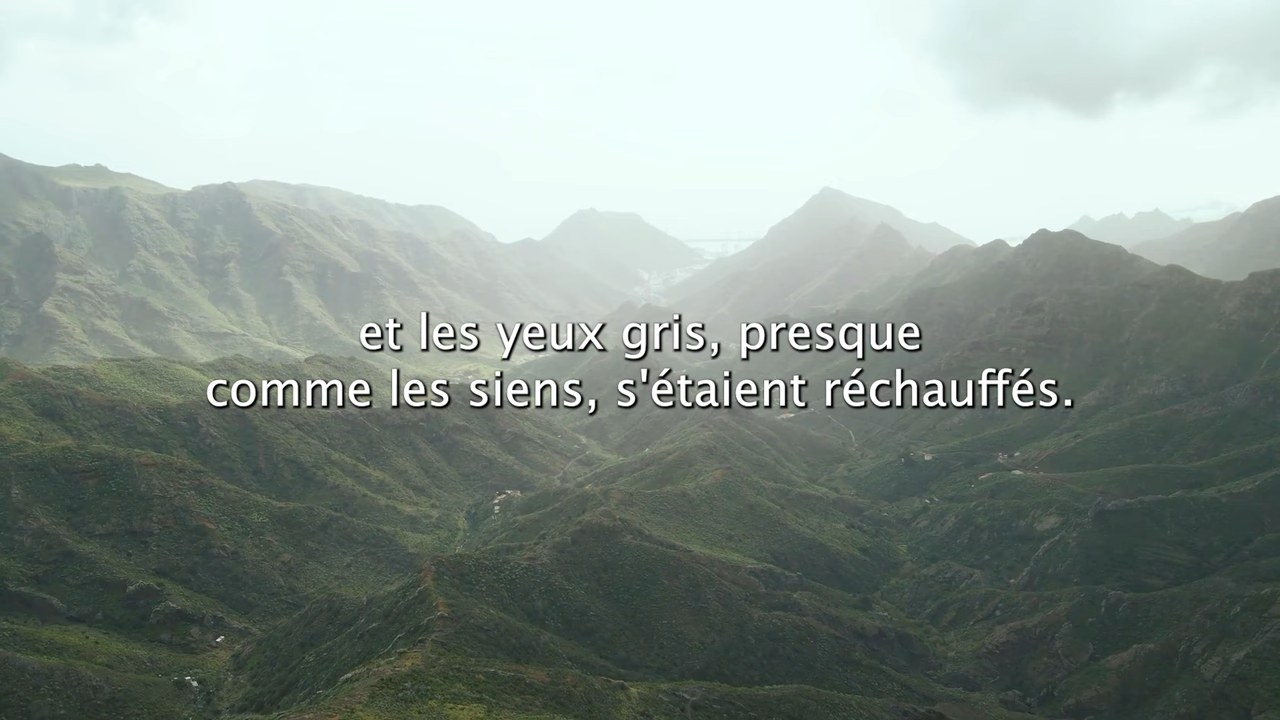 et les yeux gris, presque
comme les siens, s'étaient réchauffés.